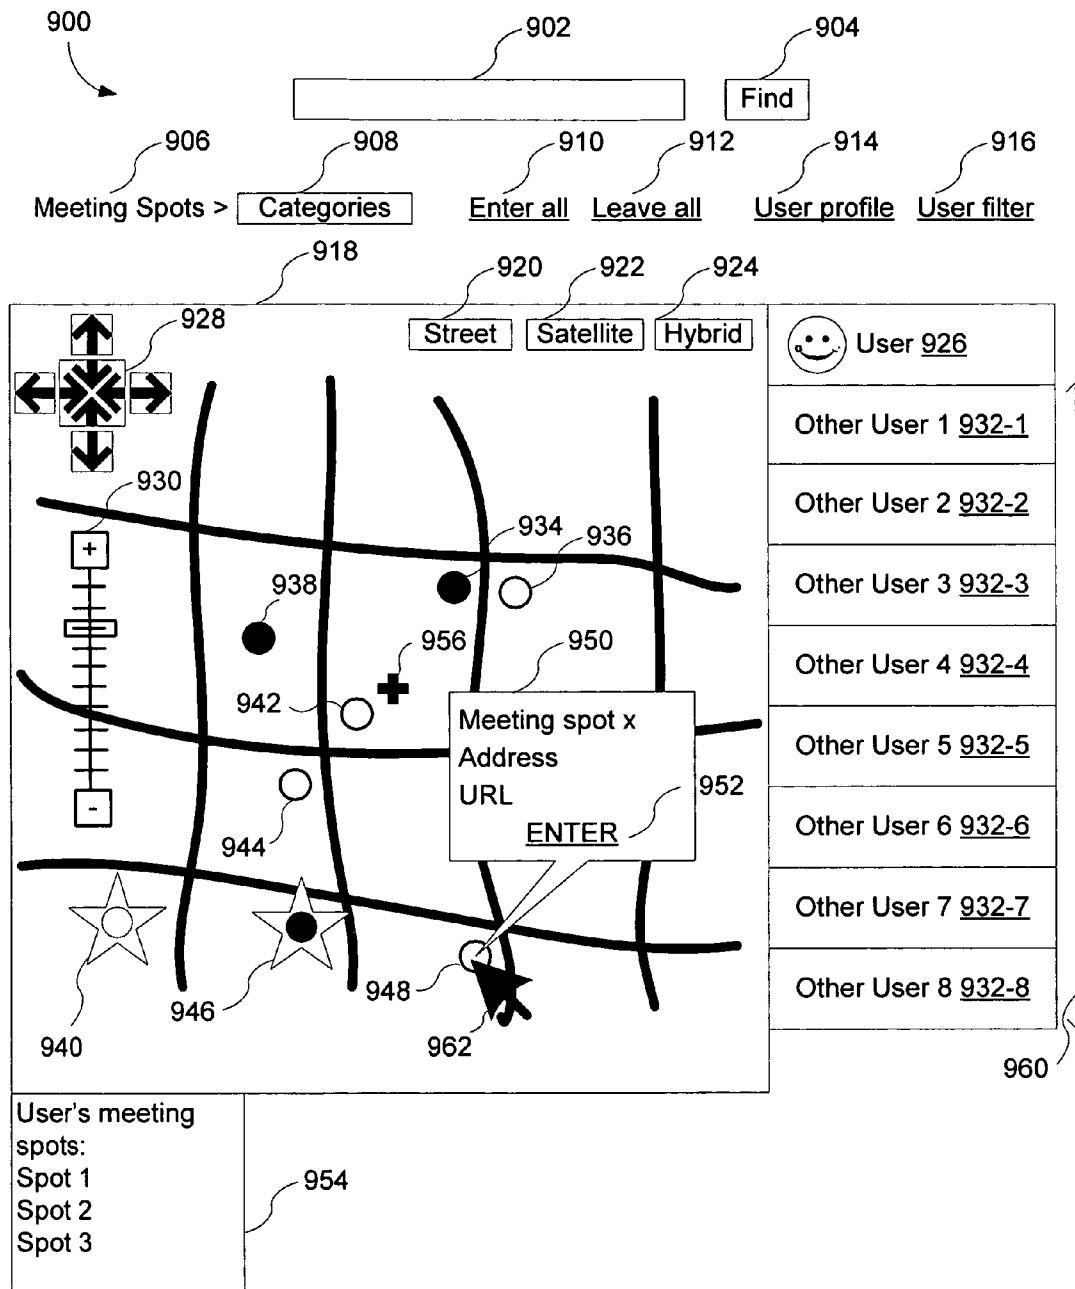 900
902
904
Find
906
908
910
912
914
916
Meeting Spots >
Categories
Enter all
Leave all
User profile
User filter
918
920
922
924
928
Street
Satellite
Hybrid
User 926
Other User 1 932-1
930
+
-
Other User 2 932-2
934
936
938
Other User 3 932-3
956
950
Other User 4 932-4
942
Meeting spot x
Address
URL
ENTER
952
Other User 5 932-5
944
Other User 6 932-6
Other User 7 932-7
940
946
948
962
Other User 8 932-8
960
User's meeting
spots:
Spot 1
Spot 2
Spot 3
954